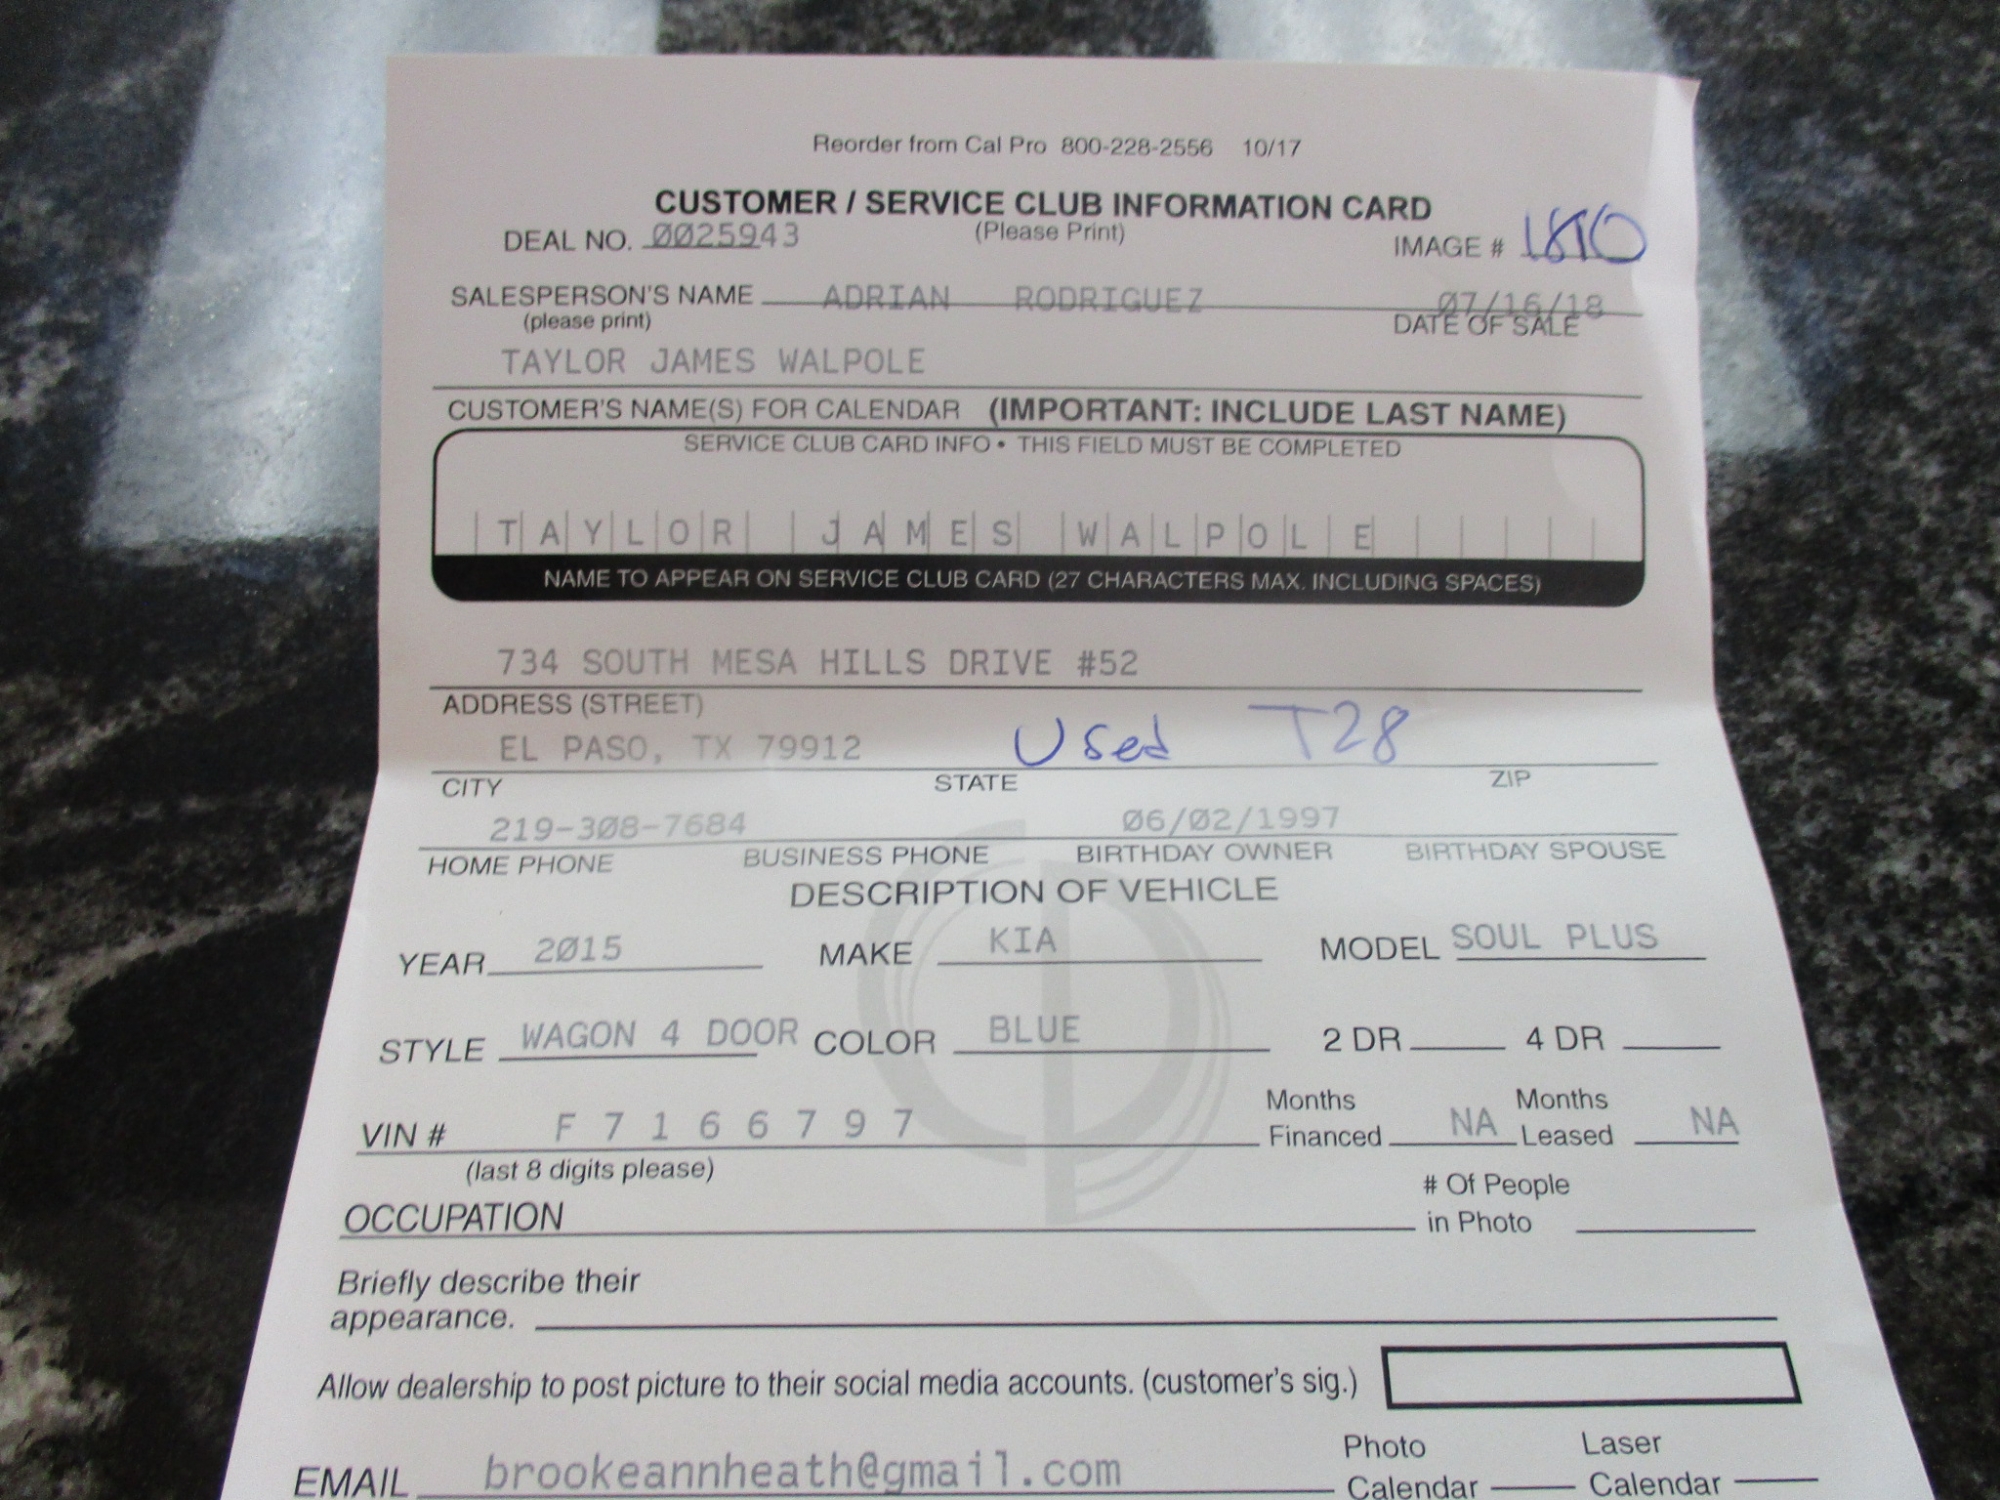 Reorder from Cal Pro 800-228-2556 10/17
CUSTOMER / SERVICE CLUB INFORMATION CARD
DEAL NO. 0025943 (Please Print) IMAGE #
SALESPERSON'S NAME ADRIAN RODRIGUEZ 07/16/18
(please print) DATE OF SALE
TAYLOR JAMES WALPOLE
CUSTOMER'S NAME(S) FOR CALENDAR (IMPORTANT: INCLUDE LAST NAME)
SERVICE CLUB CARD INFO • THIS FIELD MUST BE COMPLETED
TAYLOR JAMES WALPOLE
NAME TO APPEAR ON SERVICE CLUB CARD (27 CHARACTERS MAX. INCLUDING SPACES)
734 SOUTH MESA HILLS DRIVE #52
ADDRESS (STREET)
EL PASO, TX 79912 Used T28
CITY STATE ZIP
219-308-7684 06/02/1997
HOME PHONE BUSINESS PHONE BIRTHDAY OWNER BIRTHDAY SPOUSE
DESCRIPTION OF VEHICLE
YEAR 2015 MAKE KIA MODEL SOUL PLUS
STYLE WAGON 4 DOOR COLOR BLUE 2 DR 4 DR
VIN # F 7 1 6 6 7 9 7 Months Financed NA Months Leased NA
(last 8 digits please)
OCCUPATION # Of People in Photo
Briefly describe their
appearance.
Allow dealership to post picture to their social media accounts. (customer's sig.)
EMAIL brookeannheath@gmail.com Photo Calendar Laser Calendar